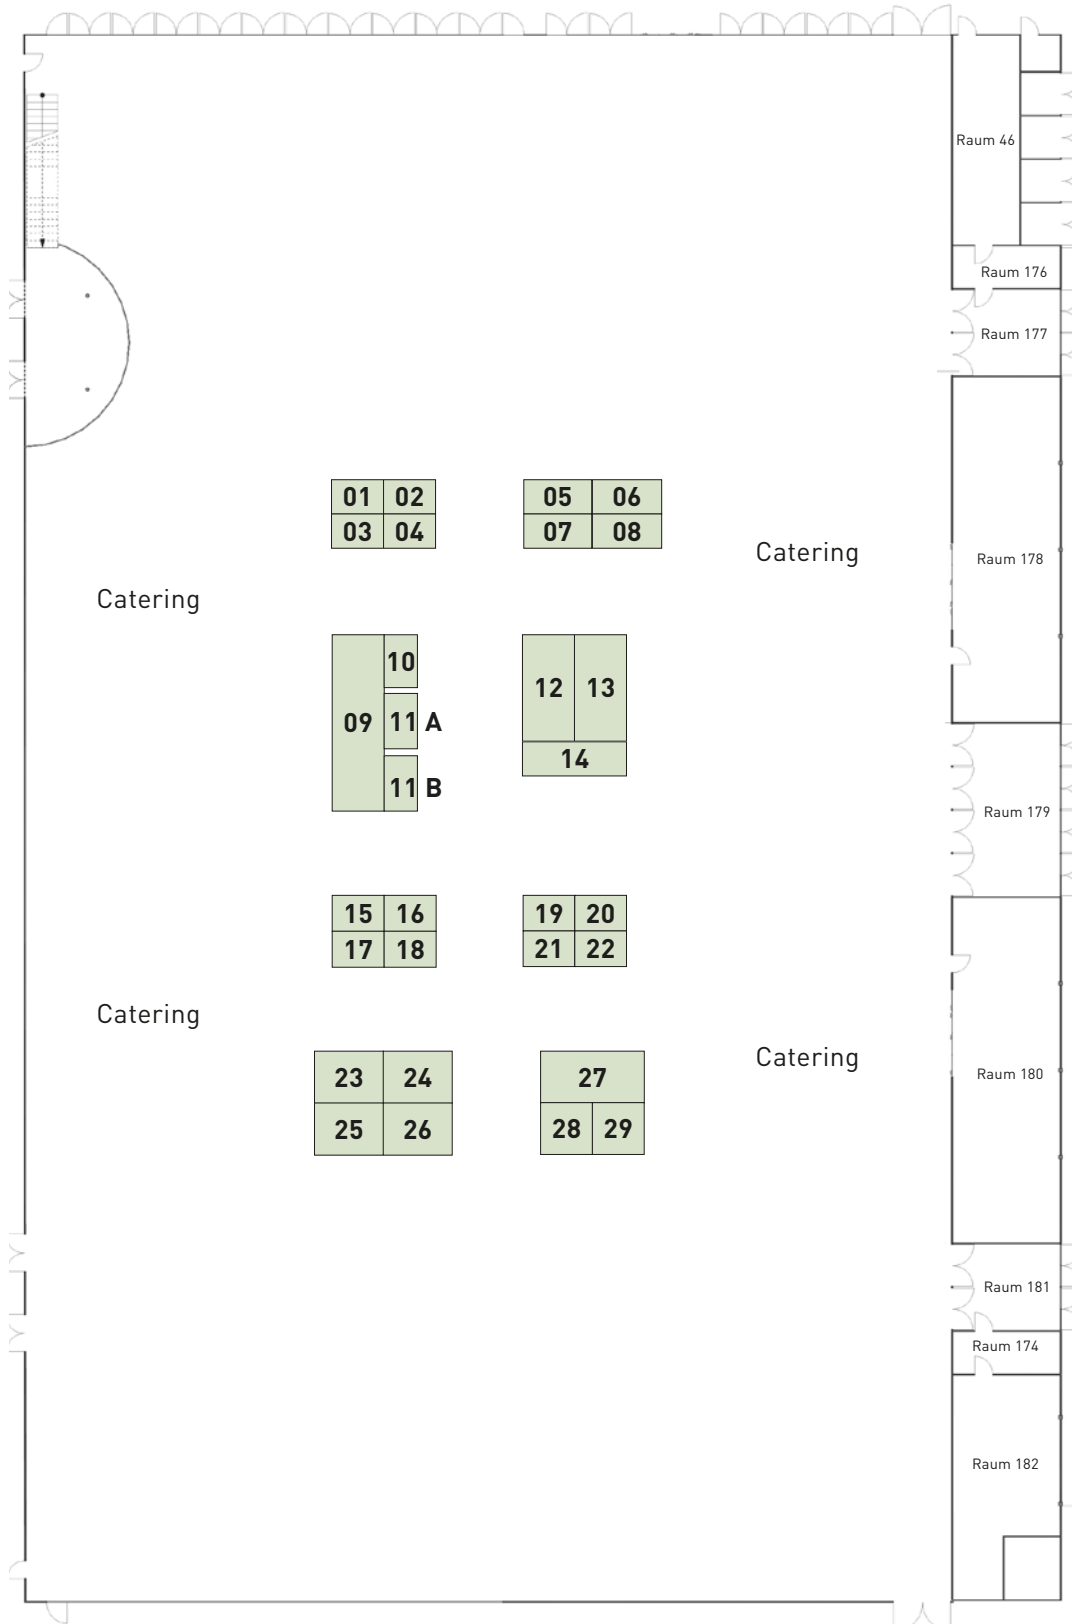 Raum 46
Raum 176
Raum 177
01 02
03 04
05 06
07 08
Catering
Raum 178
Catering
10
09
11 A
11 B
12 13
14
Raum 179
15 16
17 18
19 20
21 22
Catering
Catering
Raum 180
23 24
25 26
27
28 29
Raum 181
Raum 174
Raum 182